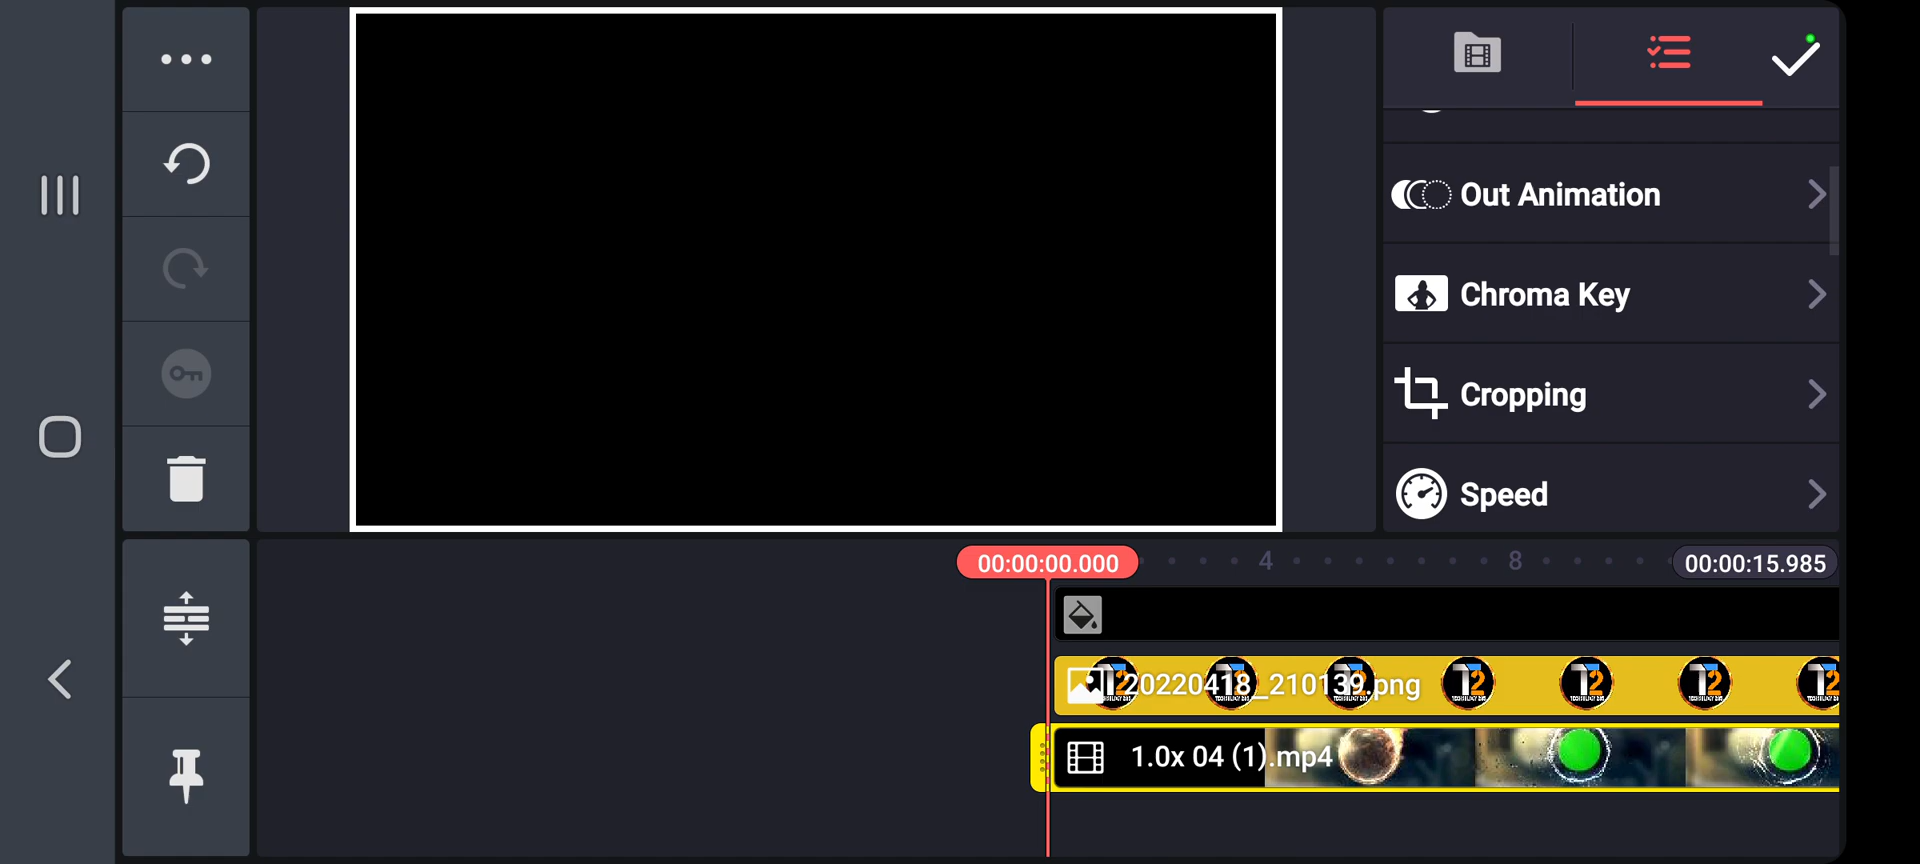 Out Animation
Chroma Key
Cropping
Speed
00:00:00.000
4
8
00:00:15.985
20220418_210139.png
1.0x 04 (1).mp4